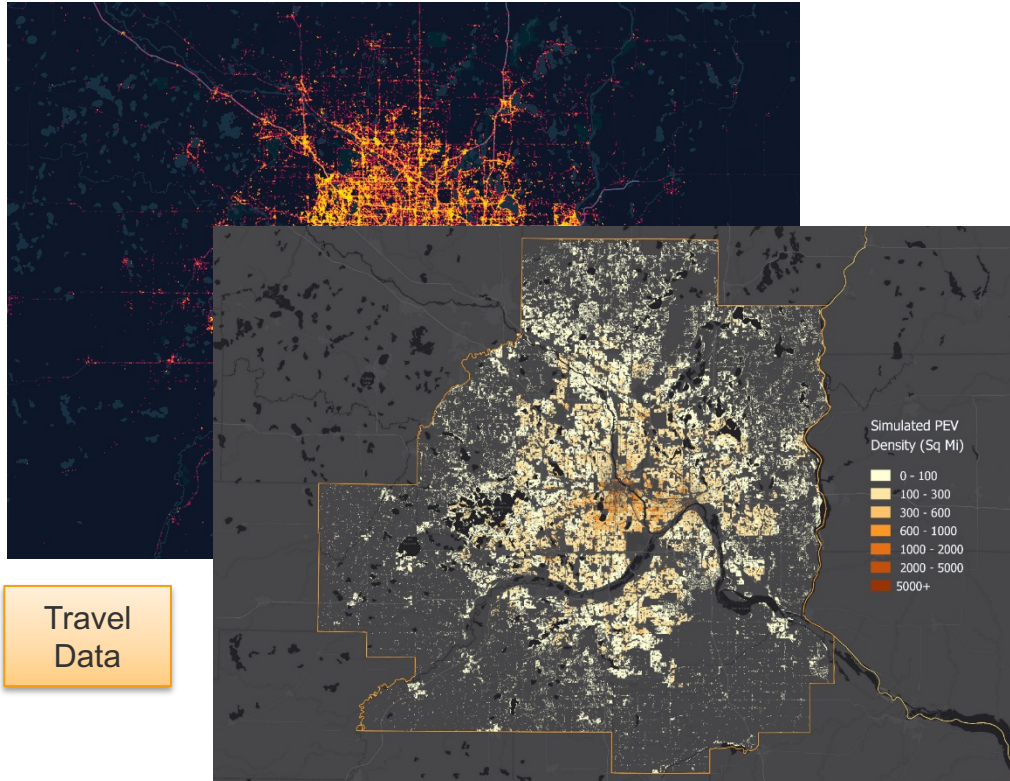 Simulated PEV
Density (Sq Mi)
0 - 100
100 - 300
300 - 600
600 - 1000
1000 - 2000
2000 - 5000
5000+
Travel
Data